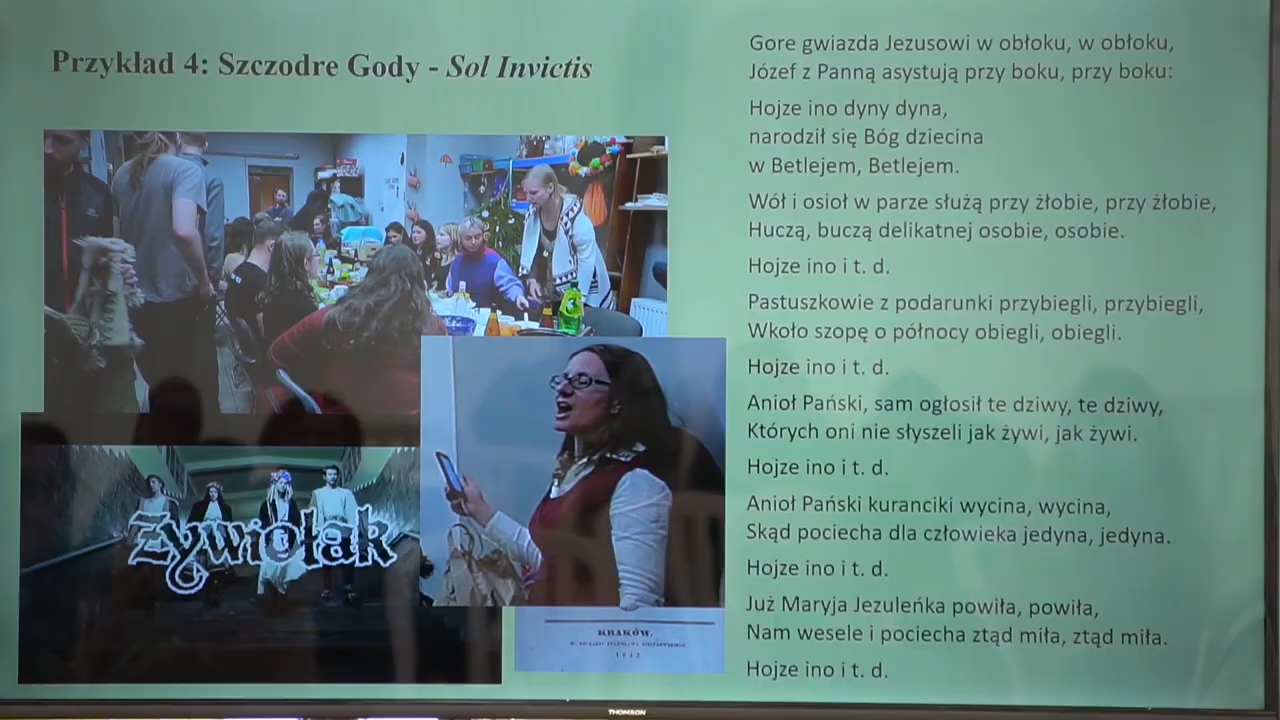 Przykład 4: Szczodre Gody - Sol Invictis
Żywiołak
KRAKÓW.
1843.
Gore gwiazda Jezusowi w obłoku, w obłoku,
Józef z Panną asystują przy boku, przy boku:
Hojze ino dyny dyna,
narodził się Bóg dziecina
w Betlejem, Betlejem.
Wół i osioł w parze służą przy żłobie, przy żłobie,
Huczą, buczą delikatnej osobie, osobie.
Hojze ino i t. d.
Pastuszkowie z podarunki przybiegli, przybiegli,
Wkoło szopę o północy obiegli, obiegli.
Hojze ino i t. d.
Anioł Pański, sam ogłosił te dziwy, te dziwy,
Których oni nie słyszeli jak żywi, jak żywi.
Hojze ino i t. d.
Anioł Pański kuranciki wycina, wycina,
Skąd pociecha dla człowieka jedyna, jedyna.
Hojze ino i t. d.
Już Maryja Jezuleńka powiła, powiła,
Nam wesele i pociecha ztąd miła, ztąd miła.
Hojze ino i t. d.
THOMSON